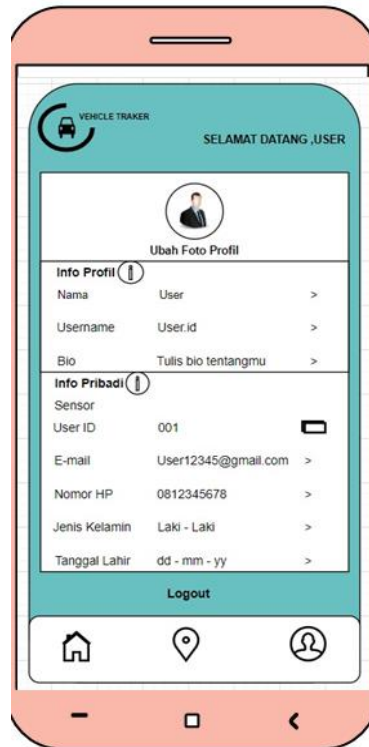 VEHICLE TRAKER
SELAMAT DATANG ,USER
Ubah Foto Profil
Info Profil
Nama User >
Username User.id >
Bio Tulis bio tentangmu >
Info Pribadi
Sensor
User ID 001
E-mail User12345@gmail.com >
Nomor HP 0812345678 >
Jenis Kelamin Laki - Laki >
Tanggal Lahir dd - mm - yy >
Logout